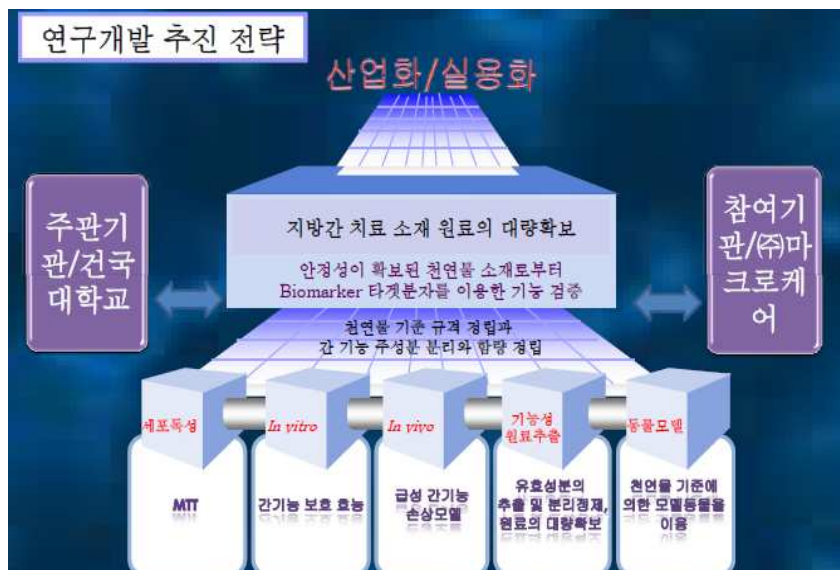 연구개발 추진 전략
산업화/실용화
주관기
관/건국
대학교
지방간 치료 소재 원료의 대량확보
안정성이 확보된 천연물 소재로부터
Biomarker 타겟분자를 이용한 기능 검증
참여기
관/㈜마
크로케
어
천연물 기준 규격 정립과
간 기능 주성분 분리와 함량 정립
세포독성
In vitro
In vivo
기능성
원료추출
동물모델
MTT
간기능 보호 효능
급성 간기능
손상모델
유효성분의
추출 및 분리정제,
원료의 대량확보
천연물 기준에
의한 모델동물을
이용